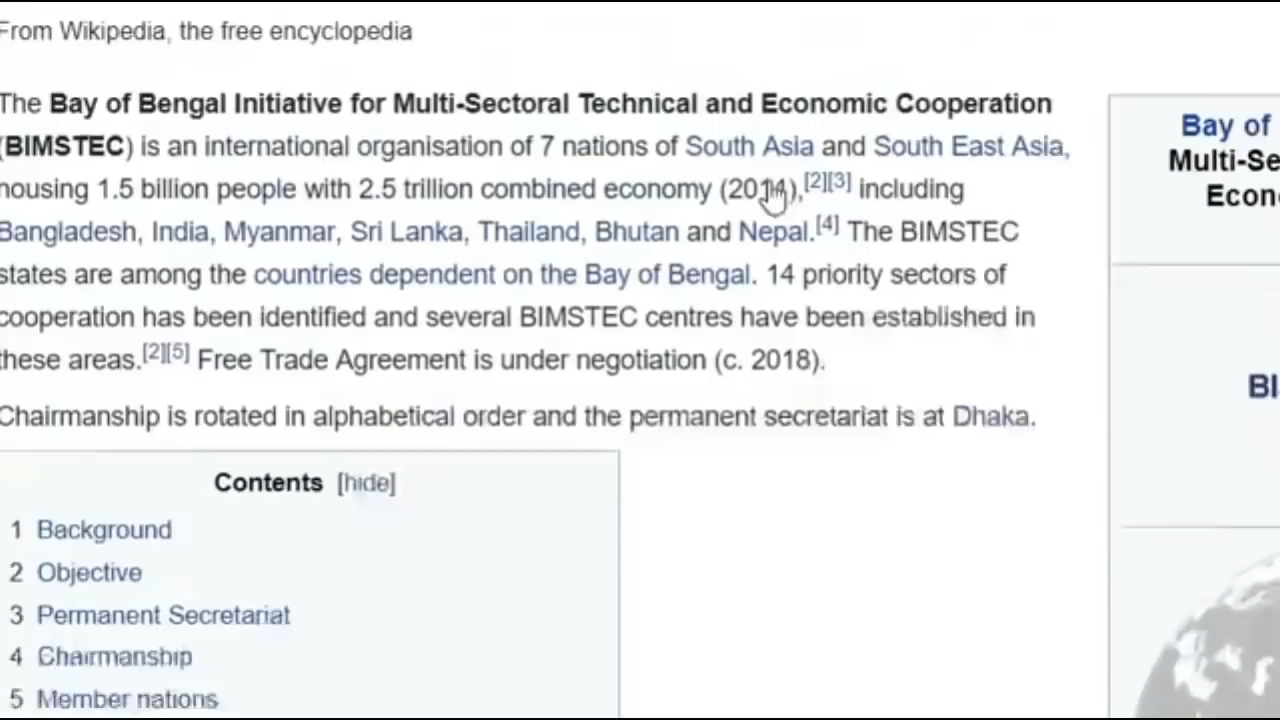 From Wikipedia, the free encyclopedia
The Bay of Bengal Initiative for Multi-Sectoral Technical and Economic Cooperation
(BIMSTEC) is an international organisation of 7 nations of South Asia and South East Asia,
housing 1.5 billion people with 2.5 trillion combined economy (2014),[2][3] including
Bangladesh, India, Myanmar, Sri Lanka, Thailand, Bhutan and Nepal.[4] The BIMSTEC
states are among the countries dependent on the Bay of Bengal. 14 priority sectors of
cooperation has been identified and several BIMSTEC centres have been established in
these areas.[2][5] Free Trade Agreement is under negotiation (c. 2018).
Chairmanship is rotated in alphabetical order and the permanent secretariat is at Dhaka.
Contents [hide]
1 Background
2 Objective
3 Permanent Secretariat
4 Chairmanship
5 Member nations
Bay of
Multi-Se
Econ
BI